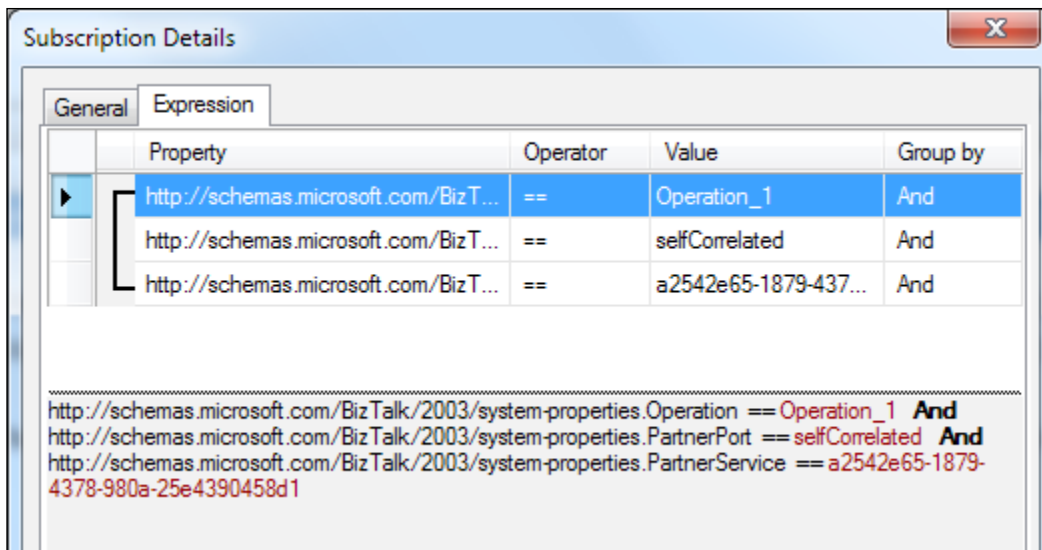 Subscription Details
General Expression
Property Operator Value Group by
http://schemas.microsoft.com/BizT... == Operation_1 And
http://schemas.microsoft.com/BizT... == selfCorrelated And
http://schemas.microsoft.com/BizT... == a2542e65-1879-437... And
http://schemas.microsoft.com/BizTalk/2003/system-properties.Operation == Operation_1 And
http://schemas.microsoft.com/BizTalk/2003/system-properties.PartnerPort == selfCorrelated And
http://schemas.microsoft.com/BizTalk/2003/system-properties.PartnerService == a2542e65-1879-
4378-980a-25e4390458d1